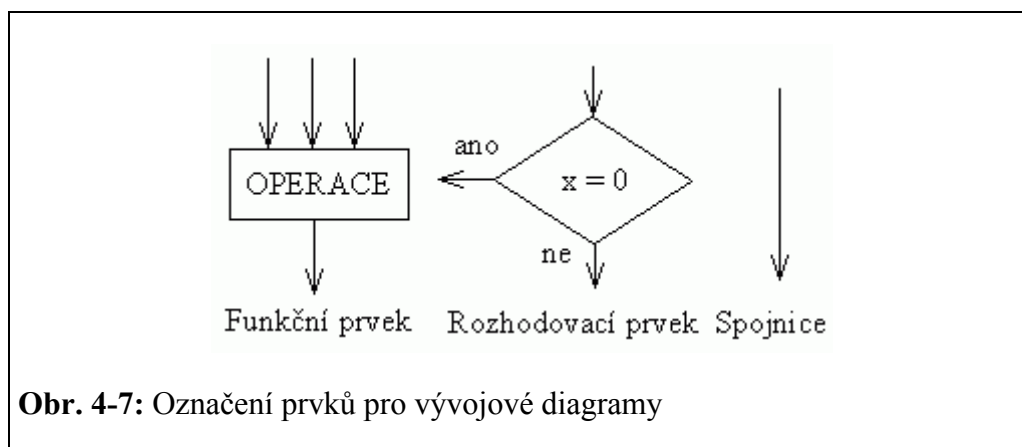 ano
OPERACE
x = 0
ne
Funkční prvek
Rozhodovací prvek
Spojnice
Obr. 4-7: Označení prvků pro vývojové diagramy